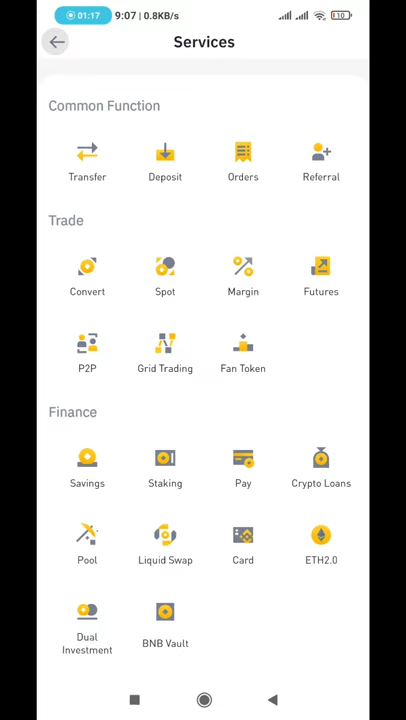 01:17 9:07 | 0.8KB/s 10
Services
Common Function
Transfer Deposit Orders Referral
Trade
Convert Spot Margin Futures
P2P Grid Trading Fan Token
Finance
Savings Staking Pay Crypto Loans
Pool Liquid Swap Card ETH2.0
Dual
Investment BNB Vault